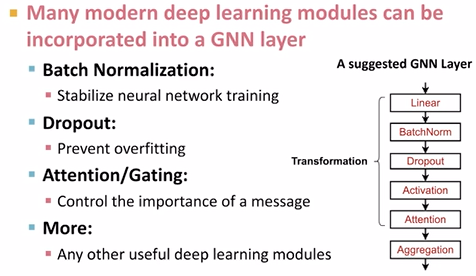 Many modern deep learning modules can be
incorporated into a GNN layer
Batch Normalization:
Stabilize neural network training
Dropout:
Prevent overfitting
Attention/Gating:
Control the importance of a message
More:
Any other useful deep learning modules
A suggested GNN Layer
Transformation
Linear
BatchNorm
Dropout
Activation
Attention
Aggregation